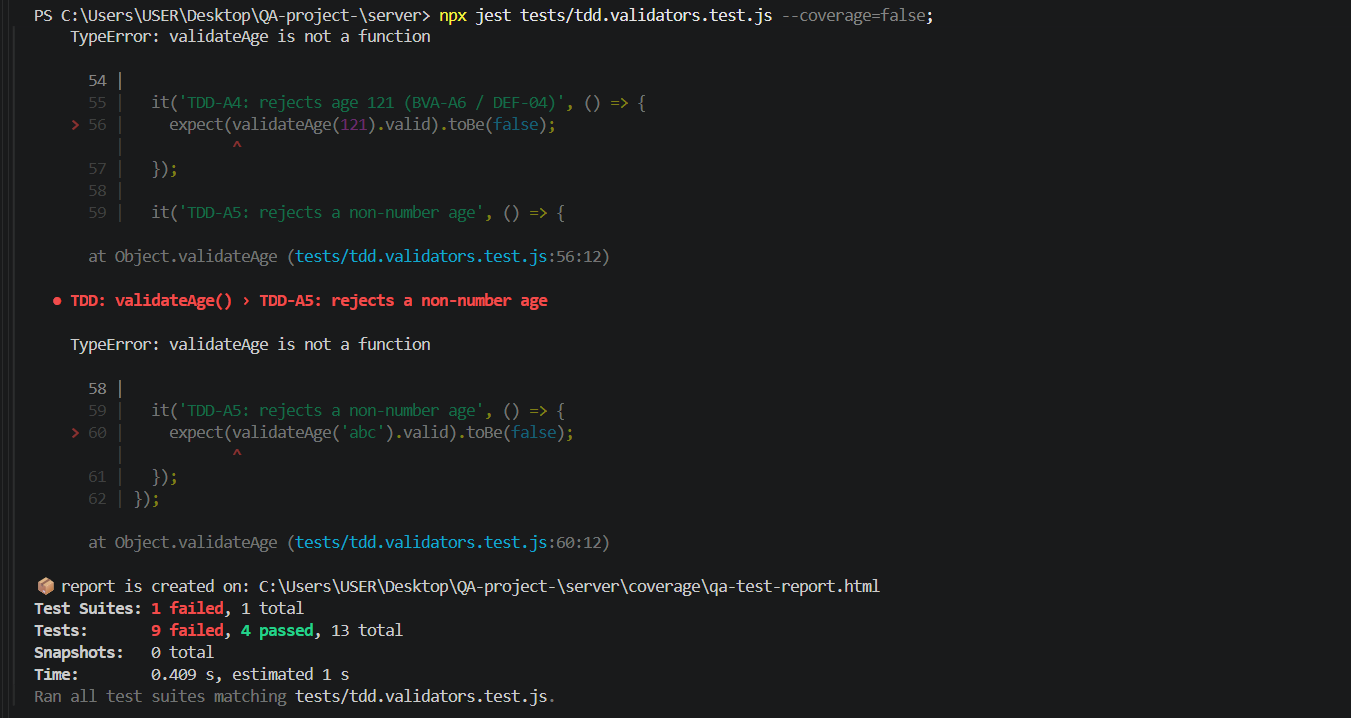 PS C:\Users\USER\Desktop\QA-project-\server> npx jest tests/tdd.validators.test.js --coverage=false;
TypeError: validateAge is not a function
54 |
55 | it('TDD-A4: rejects age 121 (BVA-A6 / DEF-04)', () => {
> 56 | expect(validateAge(121).valid).toBe(false);
| ^
57 | });
58 |
59 | it('TDD-A5: rejects a non-number age', () => {
at Object.validateAge (tests/tdd.validators.test.js:56:12)
● TDD: validateAge() › TDD-A5: rejects a non-number age
TypeError: validateAge is not a function
58 |
59 | it('TDD-A5: rejects a non-number age', () => {
> 60 | expect(validateAge('abc').valid).toBe(false);
| ^
61 | });
62 | });
at Object.validateAge (tests/tdd.validators.test.js:60:12)
📦 report is created on: C:\Users\USER\Desktop\QA-project-\server\coverage\qa-test-report.html
Test Suites: 1 failed, 1 total
Tests: 9 failed, 4 passed, 13 total
Snapshots: 0 total
Time: 0.409 s, estimated 1 s
Ran all test suites matching tests/tdd.validators.test.js.